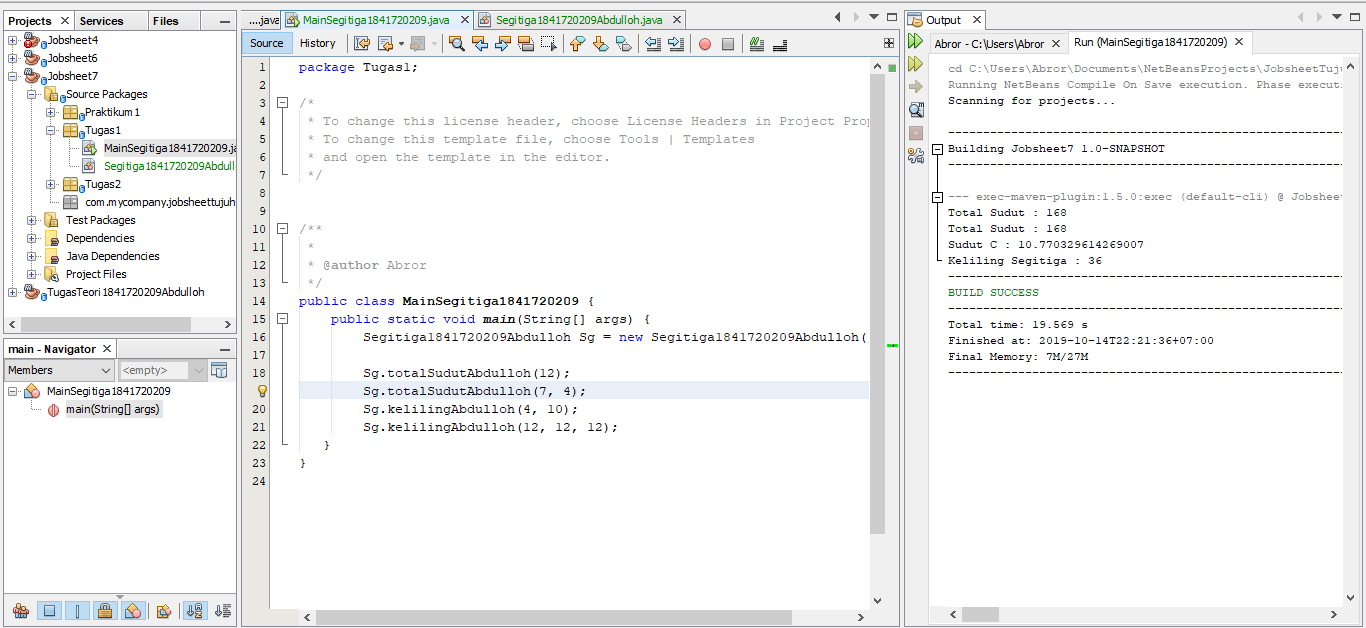 Projects
Services
Files
Jobsheet4
Jobsheet6
Jobsheet7
Source Packages
Praktikum1
Tugas1
MainSegitiga1841720209.ja
Segitiga1841720209Abdull
Tugas2
com.mycompany.jobsheettujuh
Test Packages
Dependencies
Java Dependencies
Project Files
TugasTeori1841720209Abdulloh
main - Navigator
Members
<empty>
MainSegitiga1841720209
main(String[] args)
....java
MainSegitiga1841720209.java
Segitiga1841720209Abdulloh.java
Source
History
1 package Tugas1;
2
3 /*
4 * To change this license header, choose License Headers in Project Prop
5 * To change this template file, choose Tools | Templates
6 * and open the template in the editor.
7 */
8
9
10 /**
11 *
12 * @author Abror
13 */
14 public class MainSegitiga1841720209 {
15 public static void main(String[] args) {
16 Segitiga1841720209Abdulloh Sg = new Segitiga1841720209Abdulloh(
17
18 Sg.totalSudutAbdulloh(12);
Sg.totalSudutAbdulloh(7, 4);
20 Sg.kelilingAbdulloh(4, 10);
21 Sg.kelilingAbdulloh(12, 12, 12);
22 }
23 }
24
Output
Abror - C:\Users\Abror
Run (MainSegitiga1841720209)
cd C:\Users\Abror\Documents\NetBeansProjects\JobsheetTuju
Running NetBeans Compile On Save execution. Phase executi
Scanning for projects...
------------------------------------------------------------------------
Building Jobsheet7 1.0-SNAPSHOT
------------------------------------------------------------------------
--- exec-maven-plugin:1.5.0:exec (default-cli) @ Jobshee
Total Sudut : 168
Total Sudut : 168
Sudut C : 10.770329614269007
Keliling Segitiga : 36
------------------------------------------------------------------------
BUILD SUCCESS
------------------------------------------------------------------------
Total time: 19.569 s
Finished at: 2019-10-14T22:21:36+07:00
Final Memory: 7M/27M
------------------------------------------------------------------------